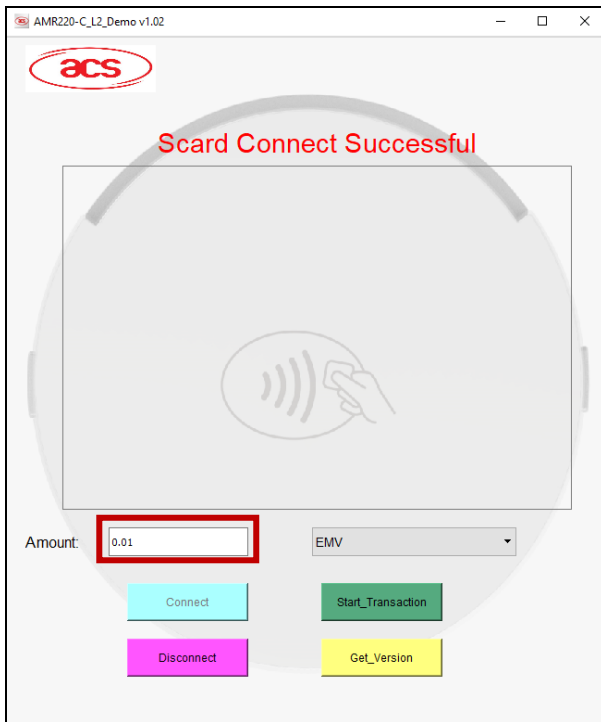 AMR220-C_L2_Demo v1.02
acs
Scard Connect Successful
Amount: 0.01 EMV
Connect Start_Transaction
Disconnect Get_Version